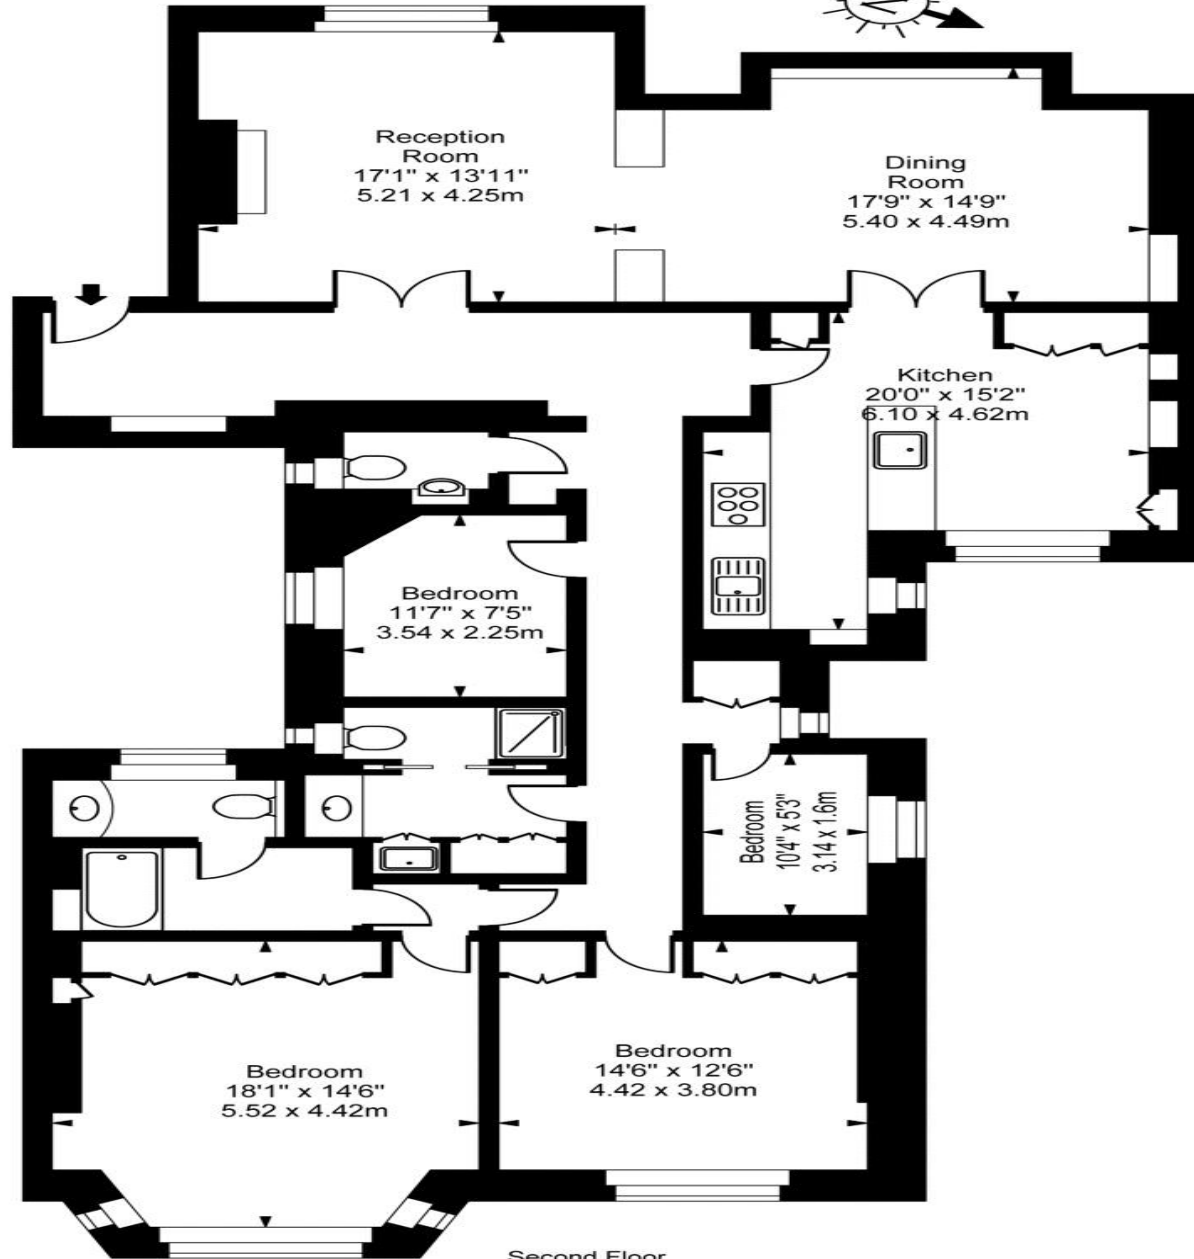 Reception
Room
17'1" x 13'11"
5.21 x 4.25m
Dining
Room
17'9" x 14'9"
5.40 x 4.49m
Kitchen
20'0" x 15'2"
6.10 x 4.62m
Bedroom
11'7" x 7'5"
3.54 x 2.25m
Bedroom
10'4" x 5'3"
3.14 x 1.6m
Bedroom
18'1" x 14'6"
5.52 x 4.42m
Bedroom
14'6" x 12'6"
4.42 x 3.80m
Second Floor